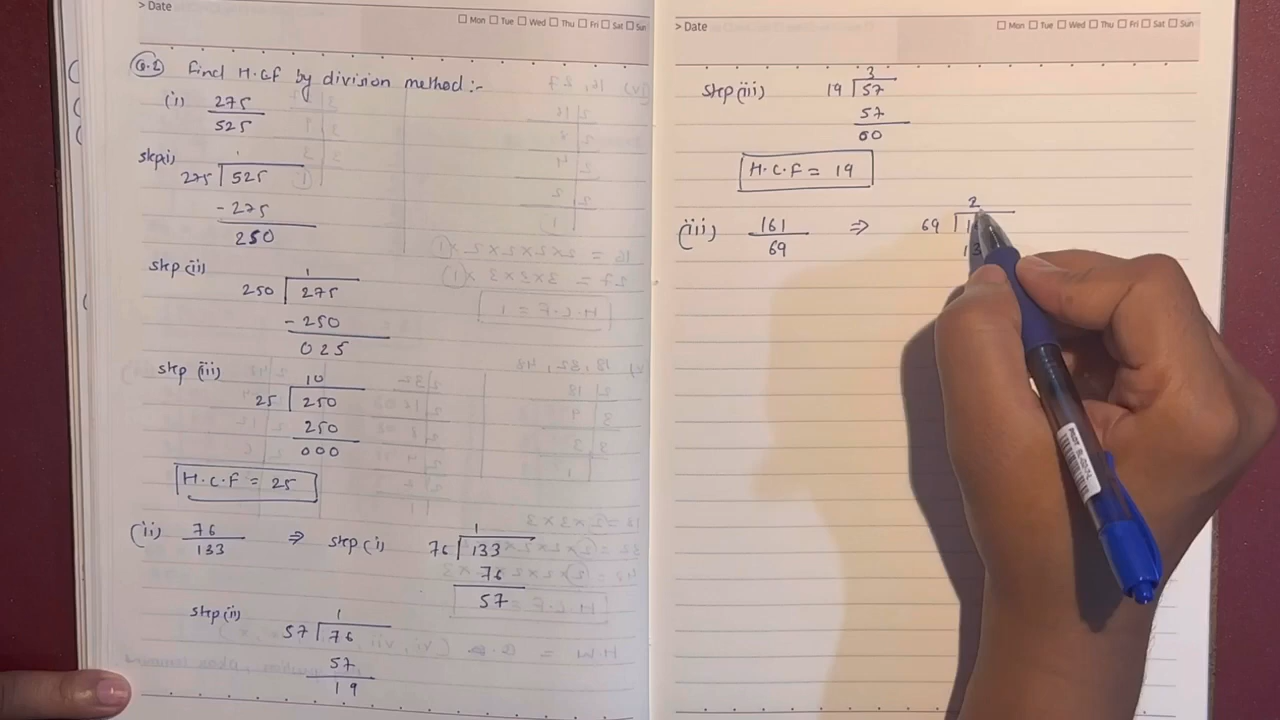 > Date
Mon Tue Wed Thu Fri Sat Sun
Q.1 Find H.C.F by division method :-
(i) 275
525
step i)
1
275 525
- 275
250
step (ii)
1
250 275
- 250
025
step (iii)
10
25 250
250
000
H.C.F = 25
(ii) 76
133
⇒ step (i)
1
76 133
76
57
step (ii)
1
57 76
57
19
> Date
Mon Tue Wed Thu Fri Sat Sun
step (iii)
3
19 57
57
00
H.C.F = 19
(iii) 161
69
⇒
2
69 1
13